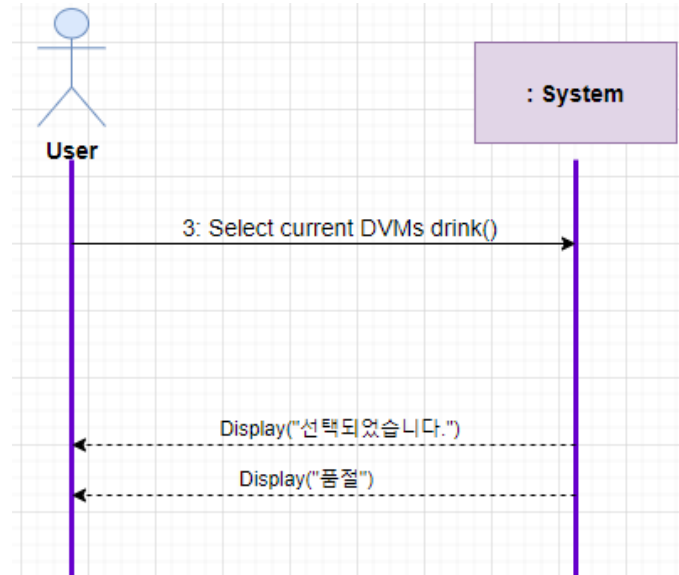 : System
User
3: Select current DVMs drink()
Display("선택되었습니다.")
Display("품절")